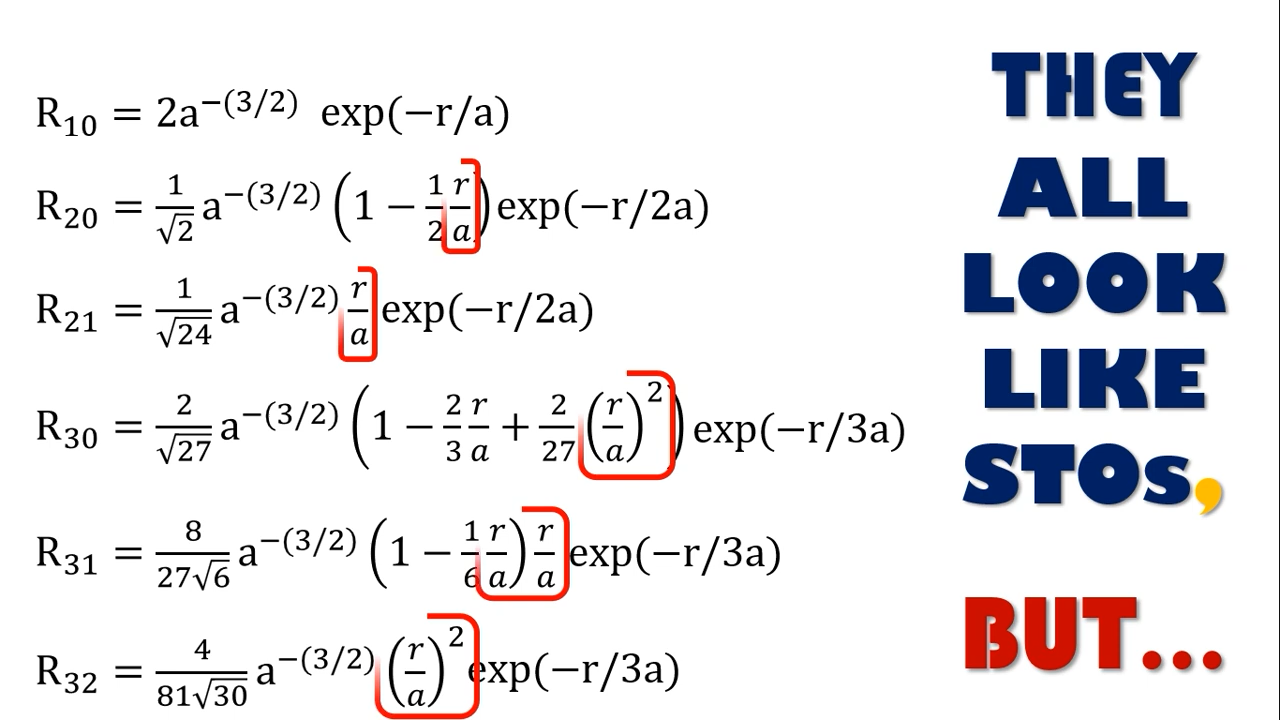 R₁₀ = 2a^−(3/2) exp(−r/a)
R₂₀ = 1/√2 a^−(3/2) (1 − 1/2 r/a) exp(−r/2a)
R₂₁ = 1/√24 a^−(3/2) r/a exp(−r/2a)
R₃₀ = 2/√27 a^−(3/2) (1 − 2/3 r/a + 2/27 (r/a)²) exp(−r/3a)
R₃₁ = 8/27√6 a^−(3/2) (1 − 1/6 r/a) r/a exp(−r/3a)
R₃₂ = 4/81√30 a^−(3/2) (r/a)² exp(−r/3a)
THEY
ALL
LOOK
LIKE
STOs,
BUT...